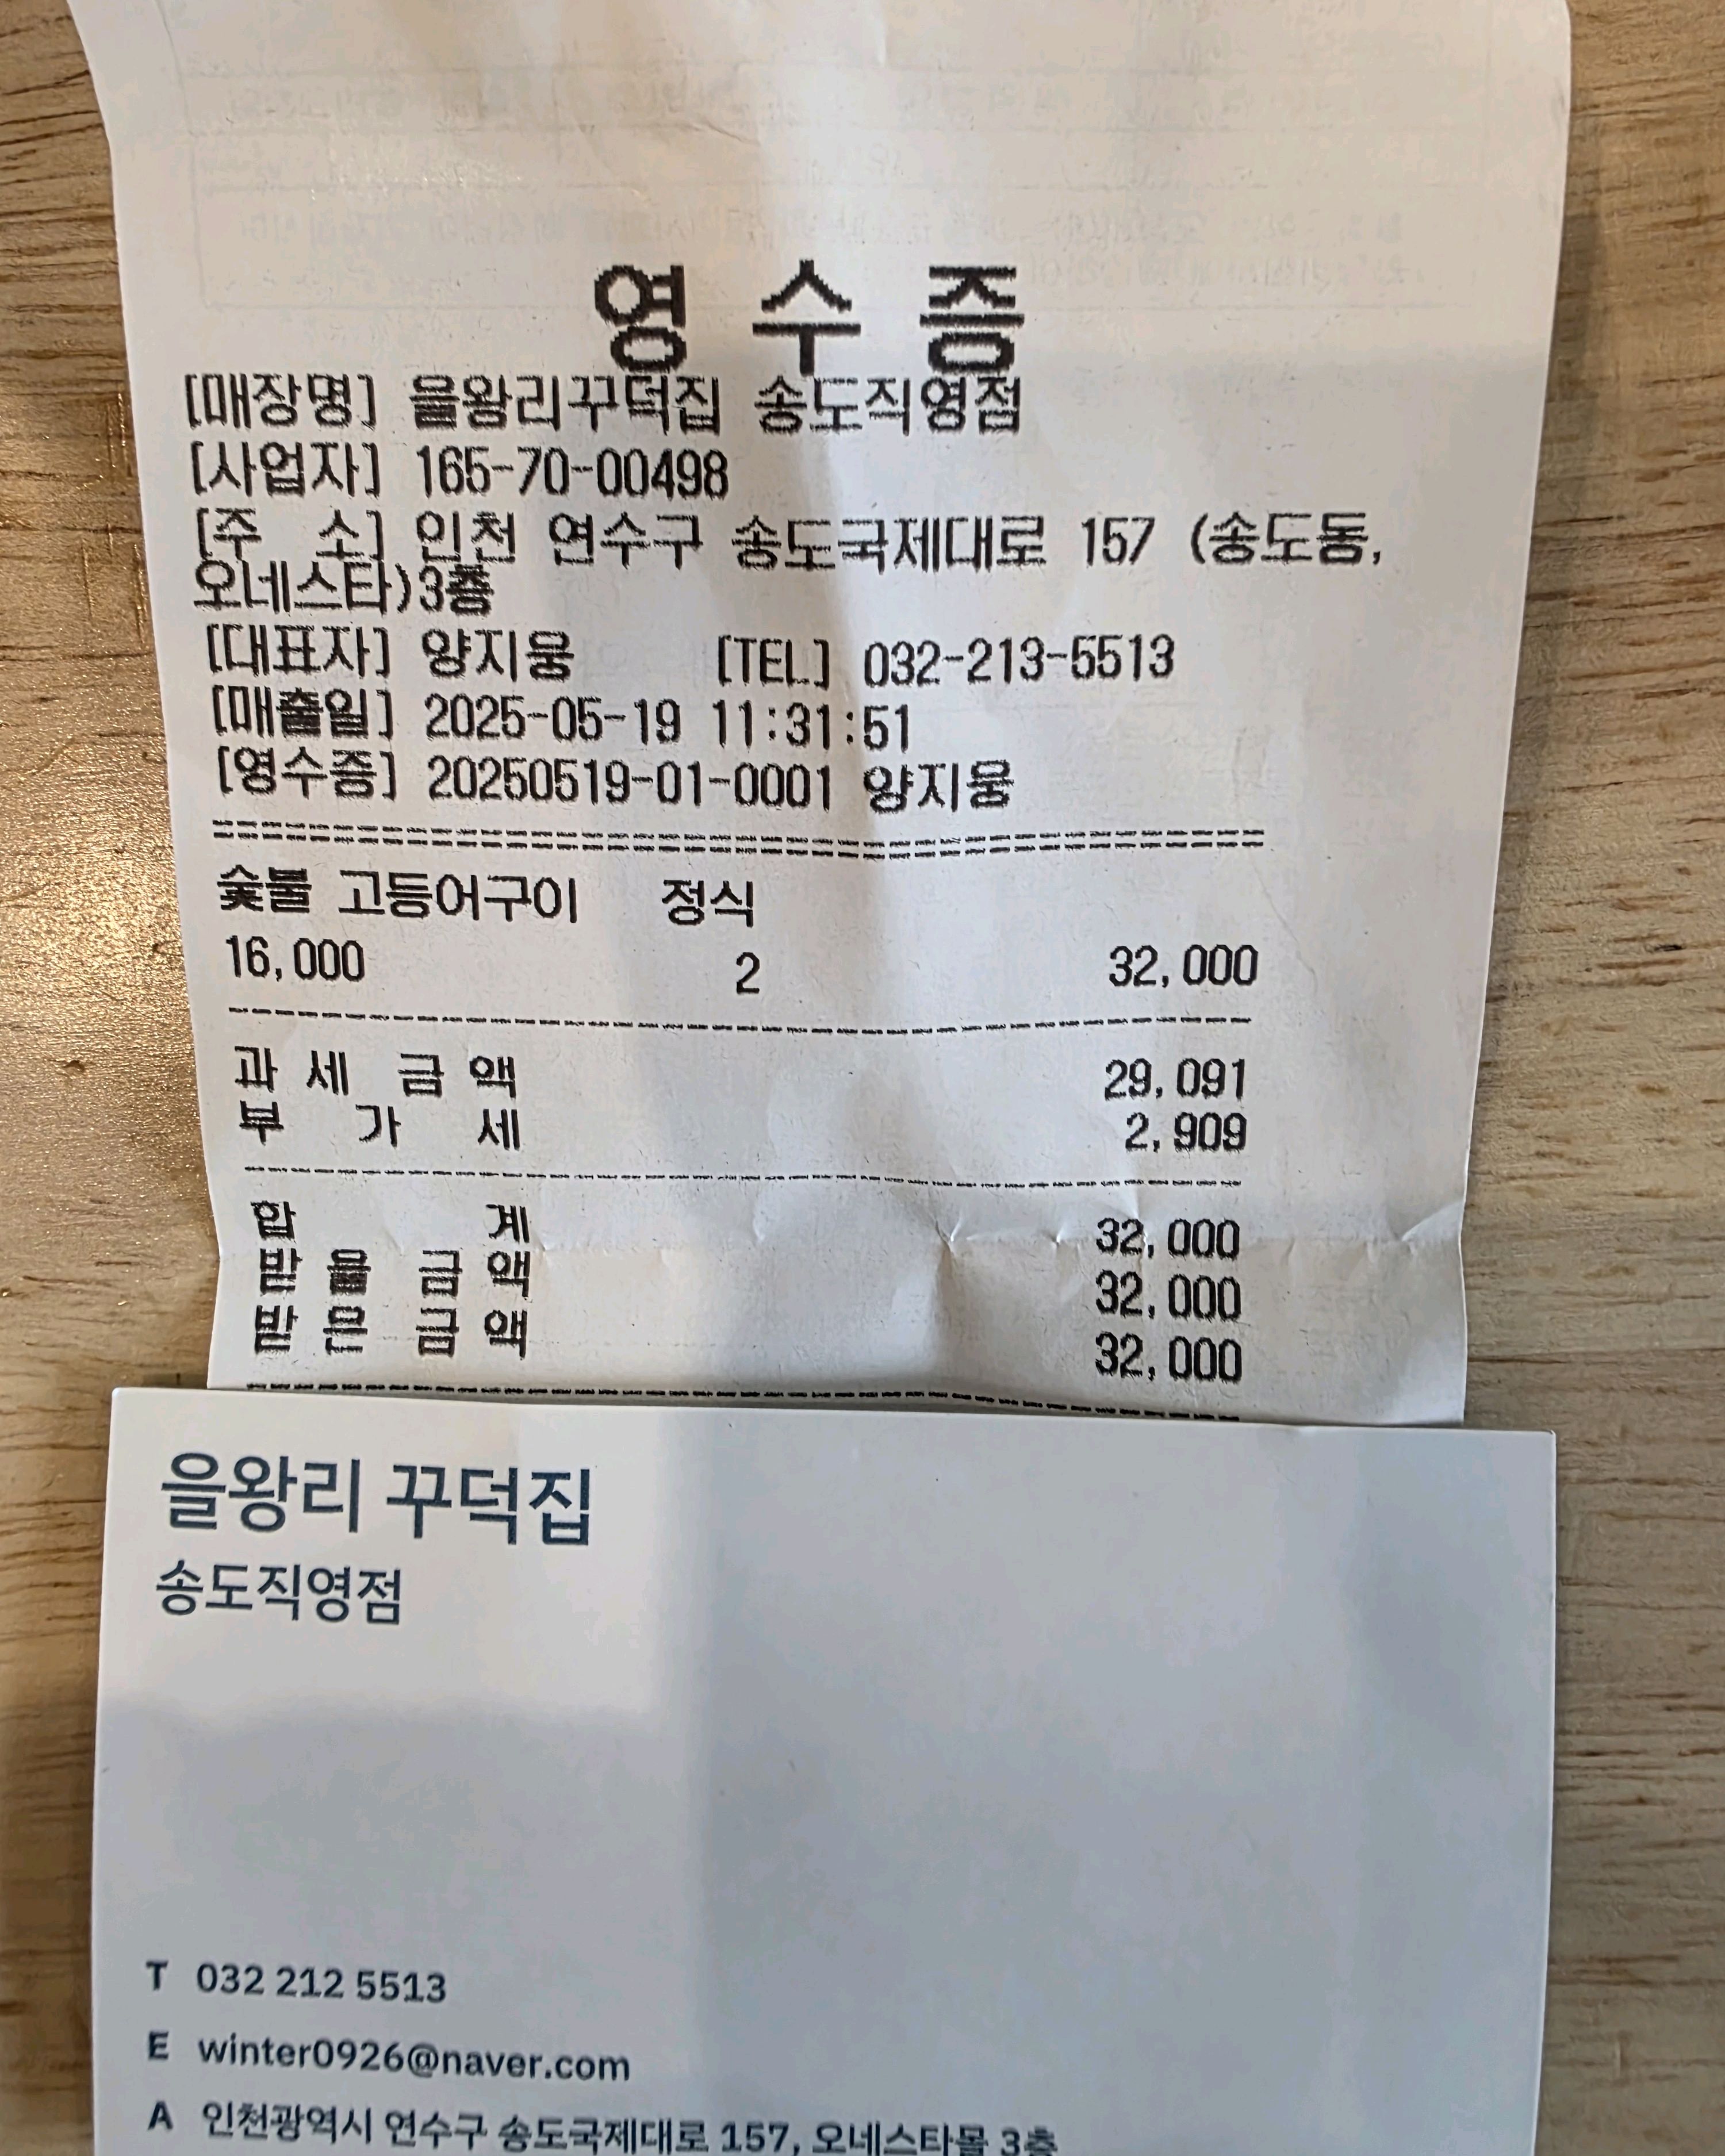 영 수 증
[매장명] 을왕리꾸덕집 송도직영점
[사업자] 165-70-00498
[주 소] 인천 연수구 송도국제대로 157 (송도동,
오네스타)3층
[대표자] 양지웅 [TEL] 032-213-5513
[매출일] 2025-05-19 11:31:51
[영수증] 20250519-01-0001 양지웅
숯불 고등어구이 정식
16,000 2 32,000
과 세 금 액 29,091
부 가 세 2,909
합 계 32,000
받 을 금 액 32,000
받 은 금 액 32,000
을왕리 꾸덕집
송도직영점
T 032 212 5513
E winter0926@naver.com
A 인천광역시 연수구 송도국제대로 157, 오네스타몰 3층